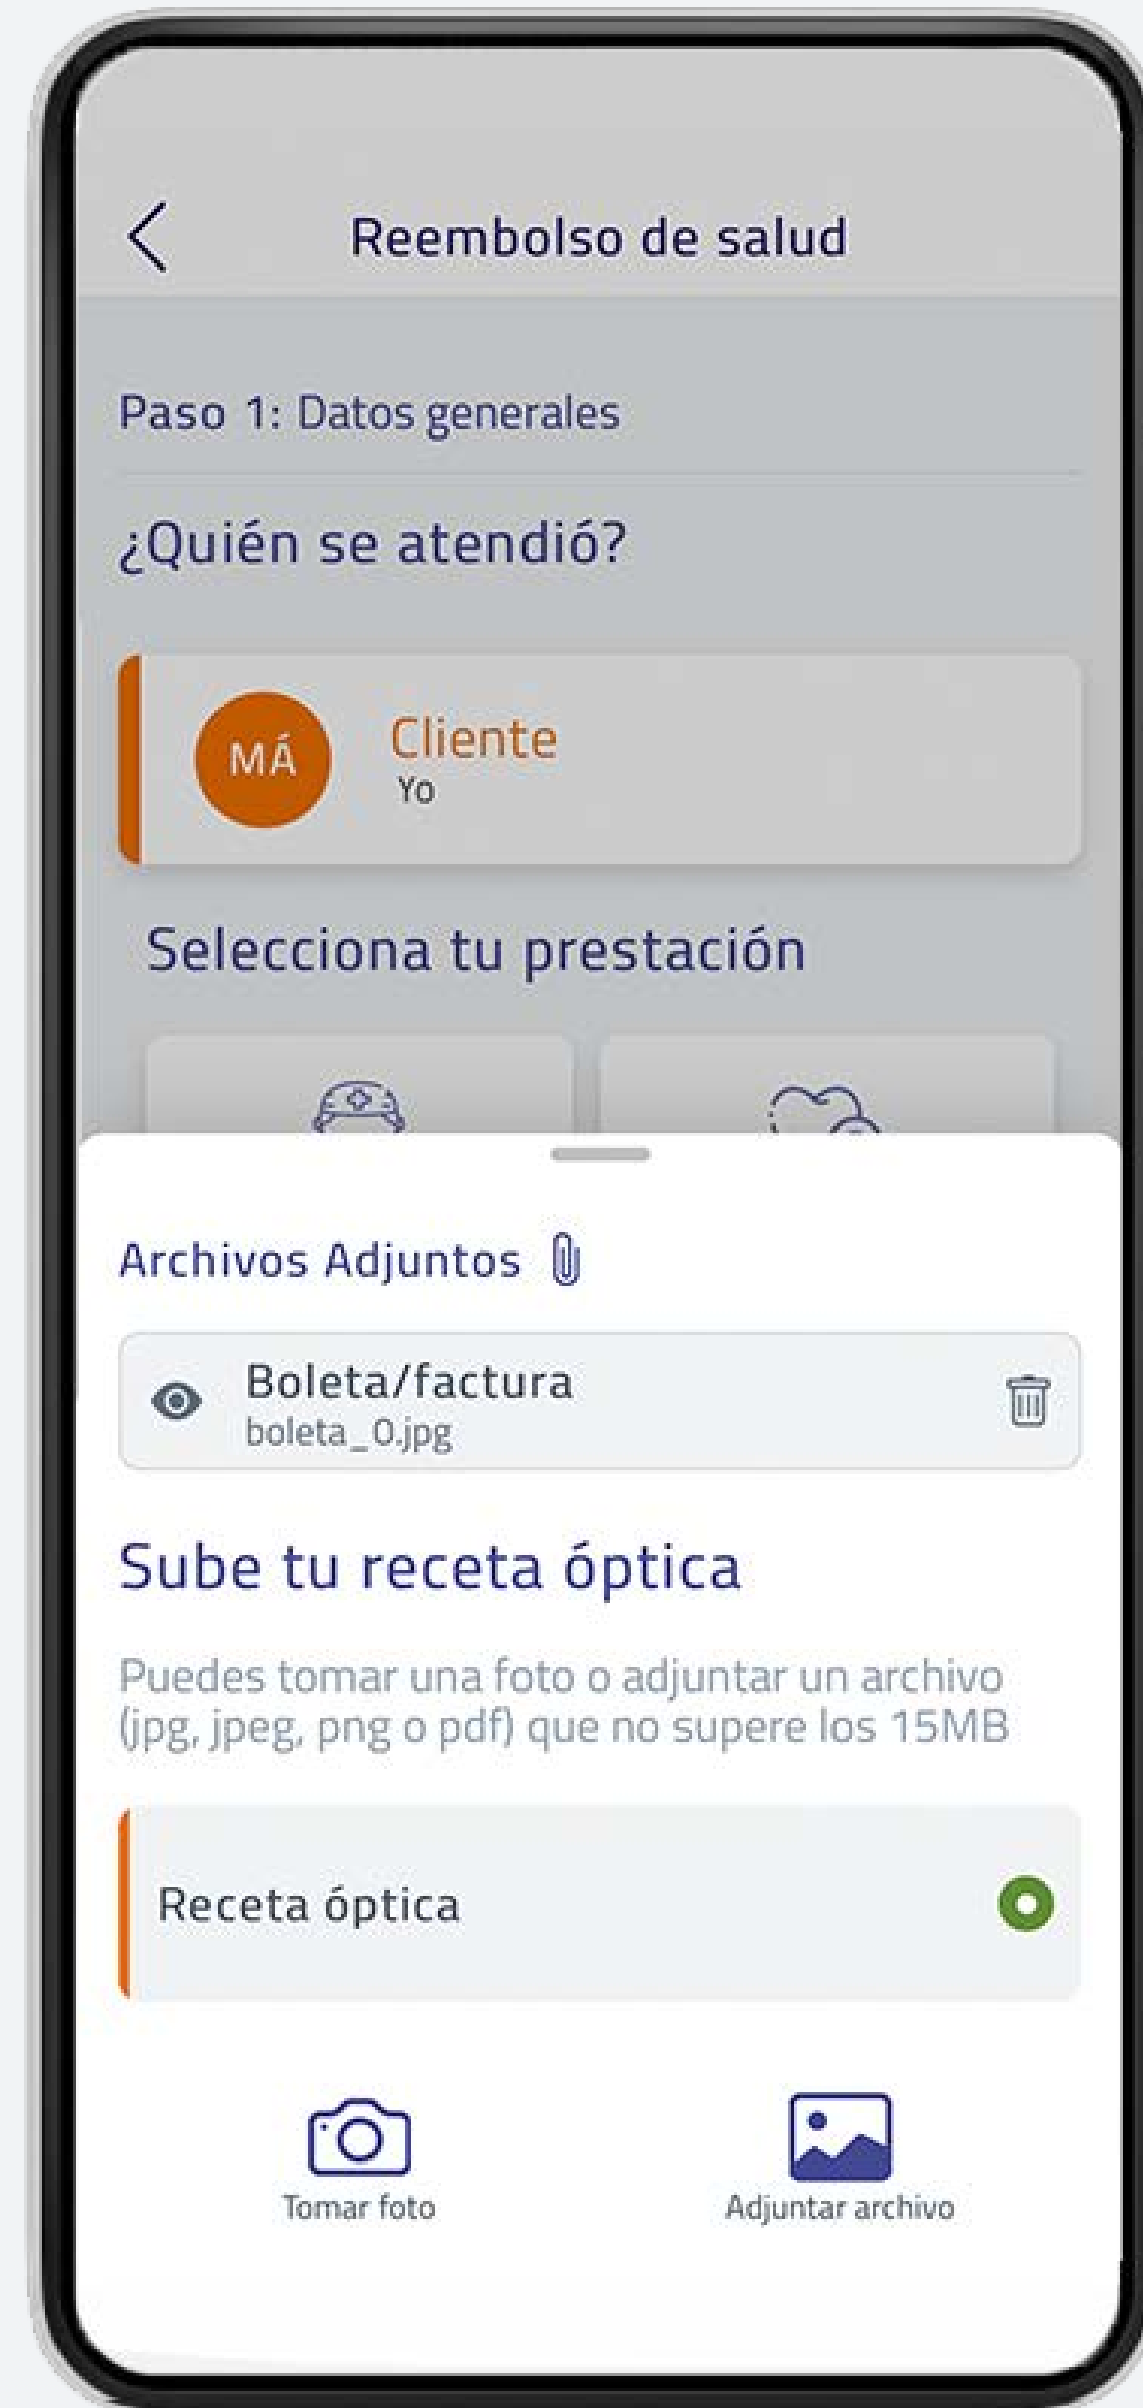 Reembolso de salud
Paso 1: Datos generales
¿Quién se atendió?
MÁ
Cliente
Yo
Selecciona tu prestación
Archivos Adjuntos
Boleta/factura
boleta_0.jpg
Sube tu receta óptica
Puedes tomar una foto o adjuntar un archivo
(jpg, jpeg, png o pdf) que no supere los 15MB
Receta óptica
Tomar foto
Adjuntar archivo